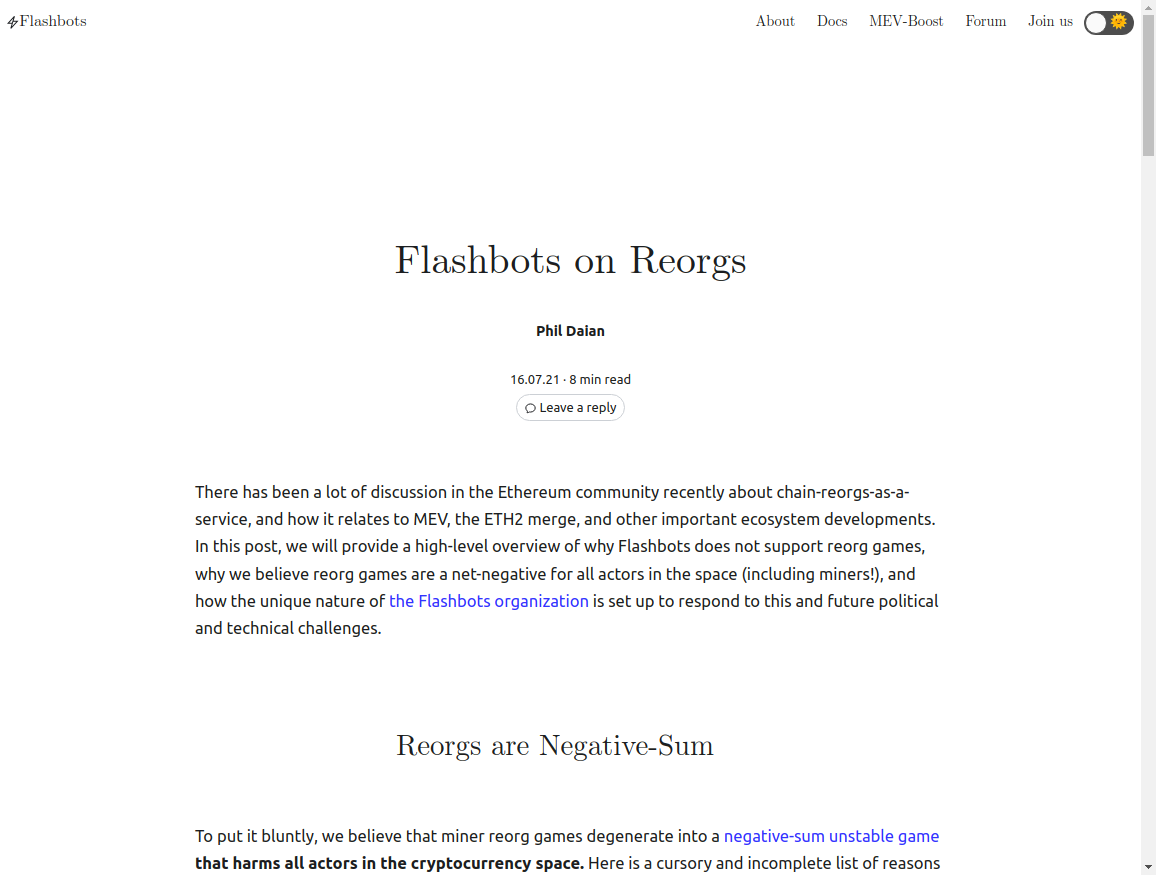 Flashbots
About Docs MEV-Boost Forum Join us
Flashbots on Reorgs
Phil Daian
16.07.21 · 8 min read
Leave a reply
There has been a lot of discussion in the Ethereum community recently about chain-reorgs-as-a-
service, and how it relates to MEV, the ETH2 merge, and other important ecosystem developments.
In this post, we will provide a high-level overview of why Flashbots does not support reorg games,
why we believe reorg games are a net-negative for all actors in the space (including miners!), and
how the unique nature of the Flashbots organization is set up to respond to this and future political
and technical challenges.
Reorgs are Negative-Sum
To put it bluntly, we believe that miner reorg games degenerate into a negative-sum unstable game
that harms all actors in the cryptocurrency space. Here is a cursory and incomplete list of reasons